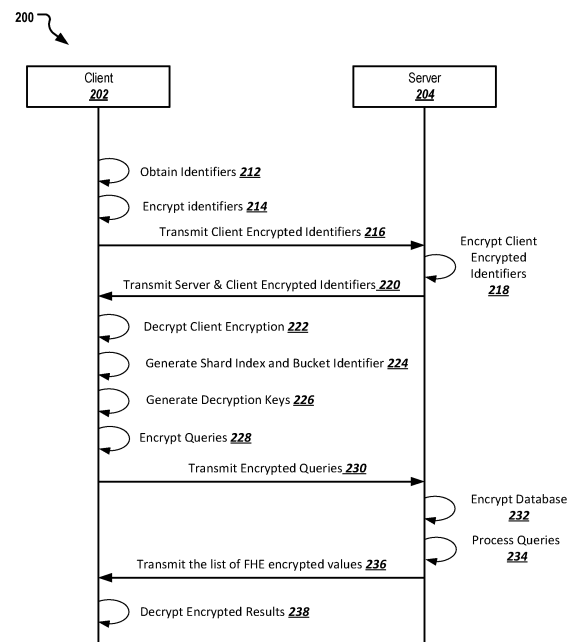 200
Client
202
Server
204
Obtain Identifiers 212
Encrypt identifiers 214
Transmit Client Encrypted Identifiers 216
Encrypt Client
Encrypted
Identifiers
218
Transmit Server & Client Encrypted Identifiers 220
Decrypt Client Encryption 222
Generate Shard Index and Bucket Identifier 224
Generate Decryption Keys 226
Encrypt Queries 228
Transmit Encrypted Queries 230
Encrypt Database
232
Process Queries
234
Transmit the list of FHE encrypted values 236
Decrypt Encrypted Results 238